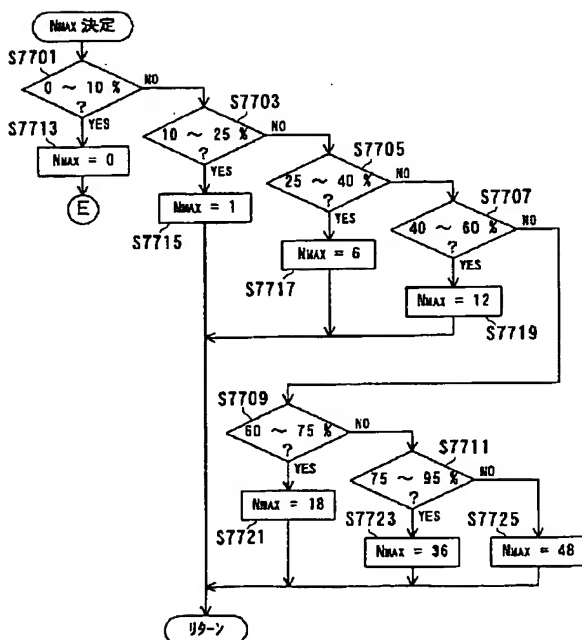 NMAX 決定
S7701
0 ～ 10 %
?
NO
YES
S7713
NMAX = 0
E
S7703
10 ～ 25 %
?
NO
YES
NMAX = 1
S7715
S7705
25 ～ 40 %
?
NO
YES
NMAX = 6
S7717
S7707
40 ～ 60 %
?
NO
YES
NMAX = 12
S7719
S7709
60 ～ 75 %
?
NO
YES
NMAX = 18
S7721
S7711
75 ～ 95 %
?
NO
YES
S7723
NMAX = 36
S7725
NMAX = 48
リターン